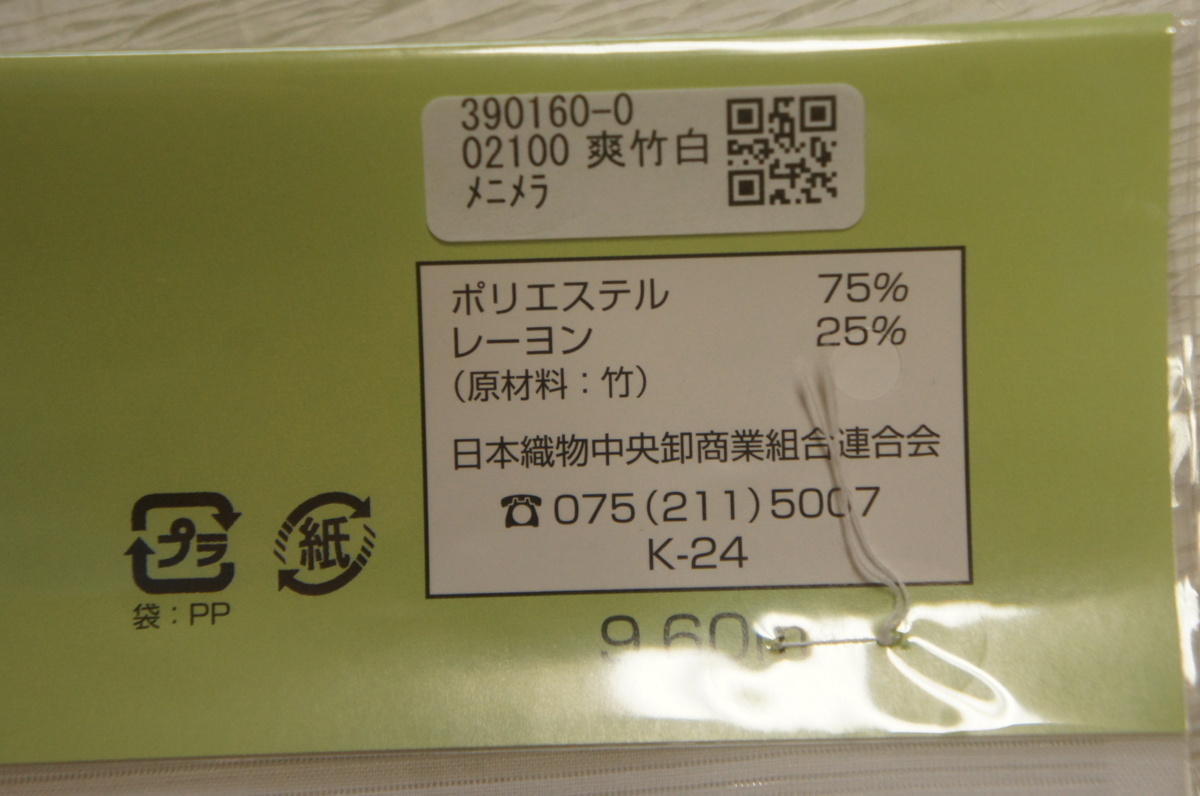 390160-0
02100 爽竹白
ﾒﾆﾒﾗ
ポリエステル 75%
レーヨン 25%
(原材料：竹)
日本織物中央卸商業組合連合会
☎075(211)5007
K-24
プラ
紙
袋：PP
9.60m